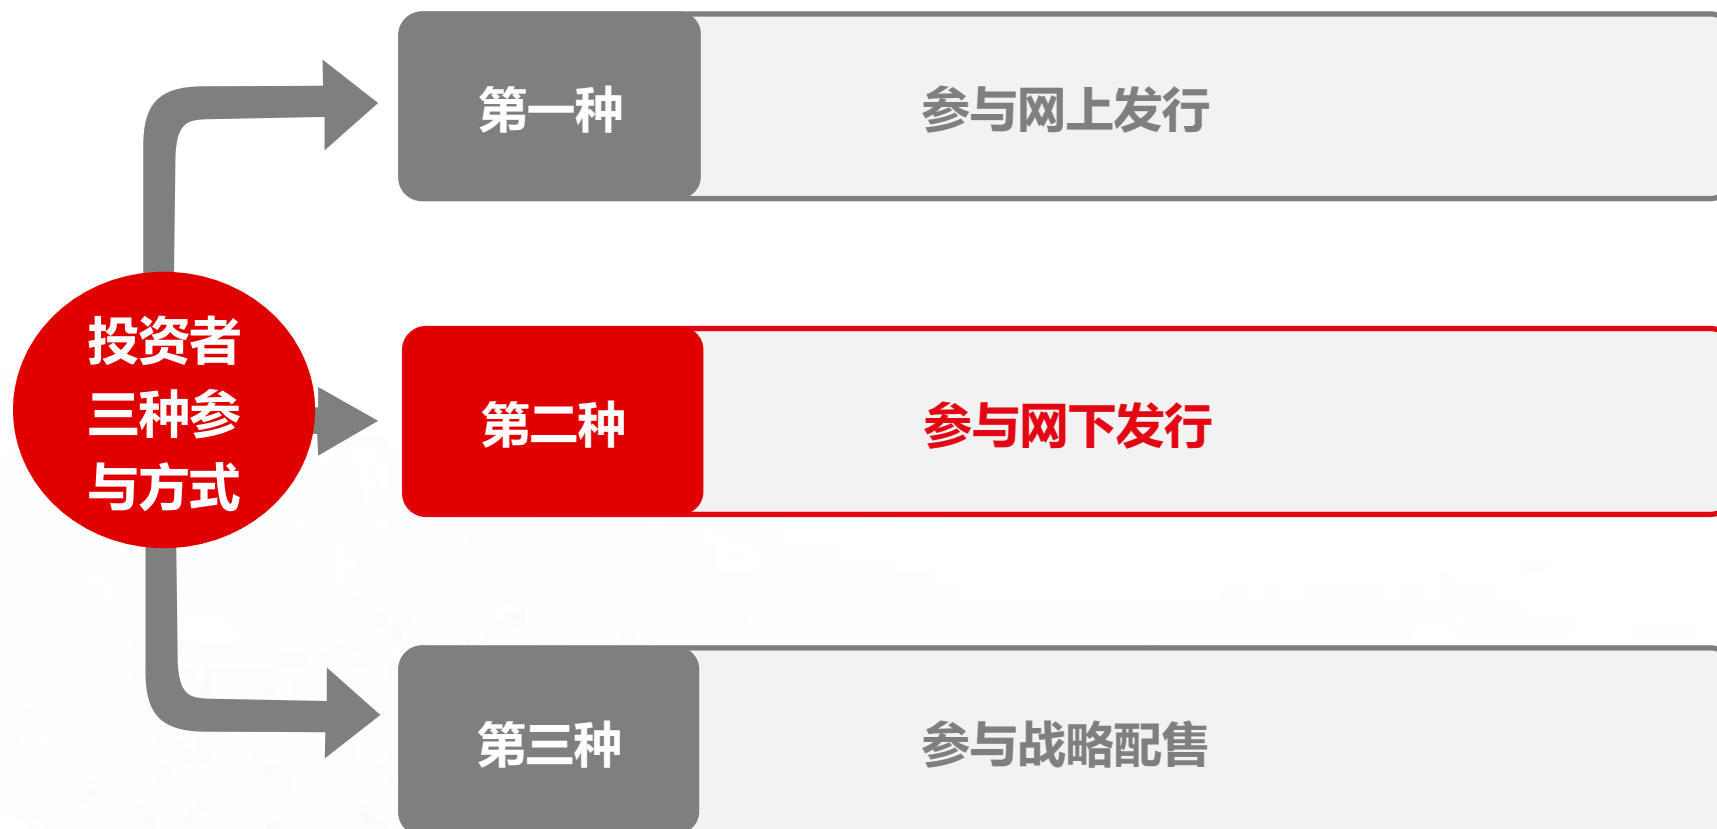 投资者
三种参
与方式
第一种
参与网上发行
第二种
参与网下发行
第三种
参与战略配售